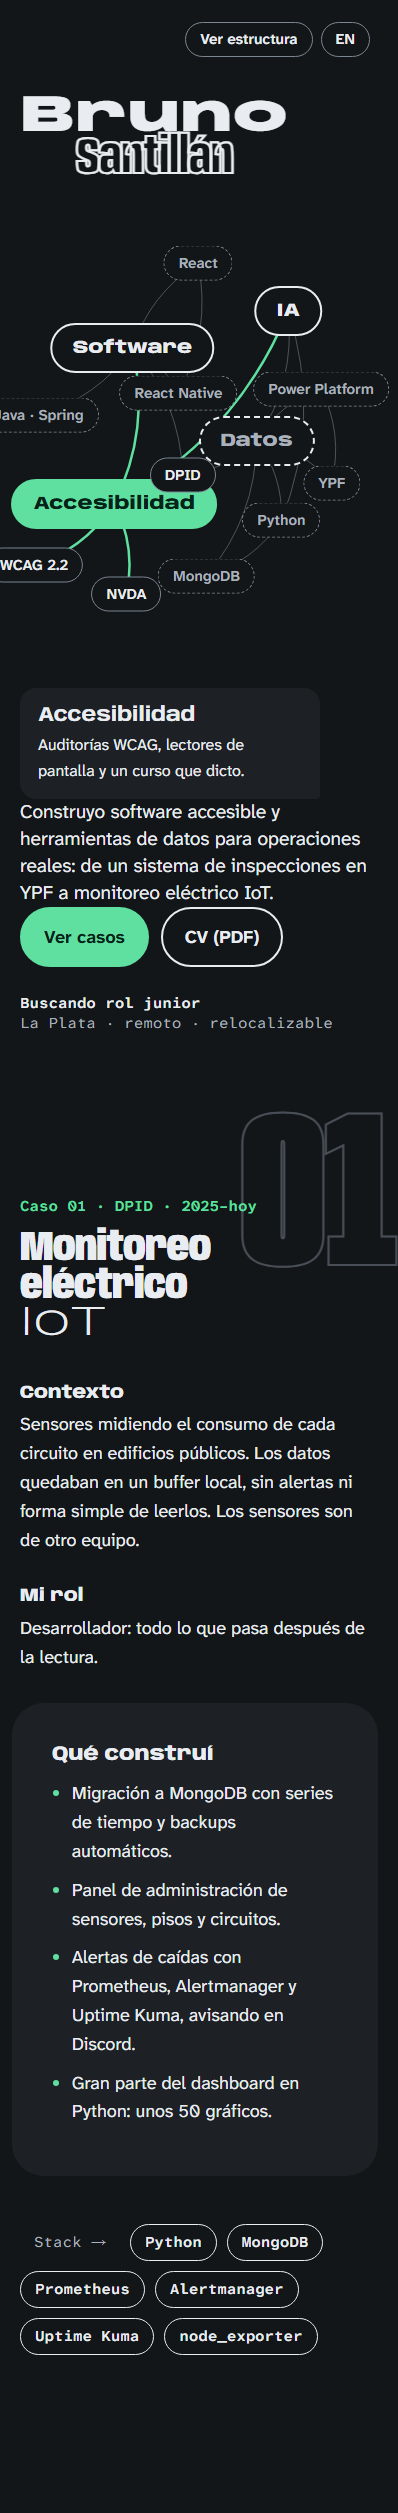 Ver estructura
EN
Bruno
Santillán
React
IA
Software
React Native
Power Platform
Java · Spring
Datos
DPID
YPF
Accesibilidad
Python
WCAG 2.2
MongoDB
NVDA
Accesibilidad
Auditorías WCAG, lectores de
pantalla y un curso que dicto.
Construyo software accesible y
herramientas de datos para operaciones
reales: de un sistema de inspecciones en
YPF a monitoreo eléctrico IoT.
Ver casos
CV (PDF)
Buscando rol junior
La Plata · remoto · relocalizable
01
Caso 01 · DPID · 2025–hoy
Monitoreo
eléctrico
IoT
Contexto
Sensores midiendo el consumo de cada
circuito en edificios públicos. Los datos
quedaban en un buffer local, sin alertas ni
forma simple de leerlos. Los sensores son
de otro equipo.
Mi rol
Desarrollador: todo lo que pasa después de
la lectura.
Qué construí
• Migración a MongoDB con series
de tiempo y backups
automáticos.
• Panel de administración de
sensores, pisos y circuitos.
• Alertas de caídas con
Prometheus, Alertmanager y
Uptime Kuma, avisando en
Discord.
• Gran parte del dashboard en
Python: unos 50 gráficos.
Stack → Python MongoDB
Prometheus Alertmanager
Uptime Kuma node_exporter